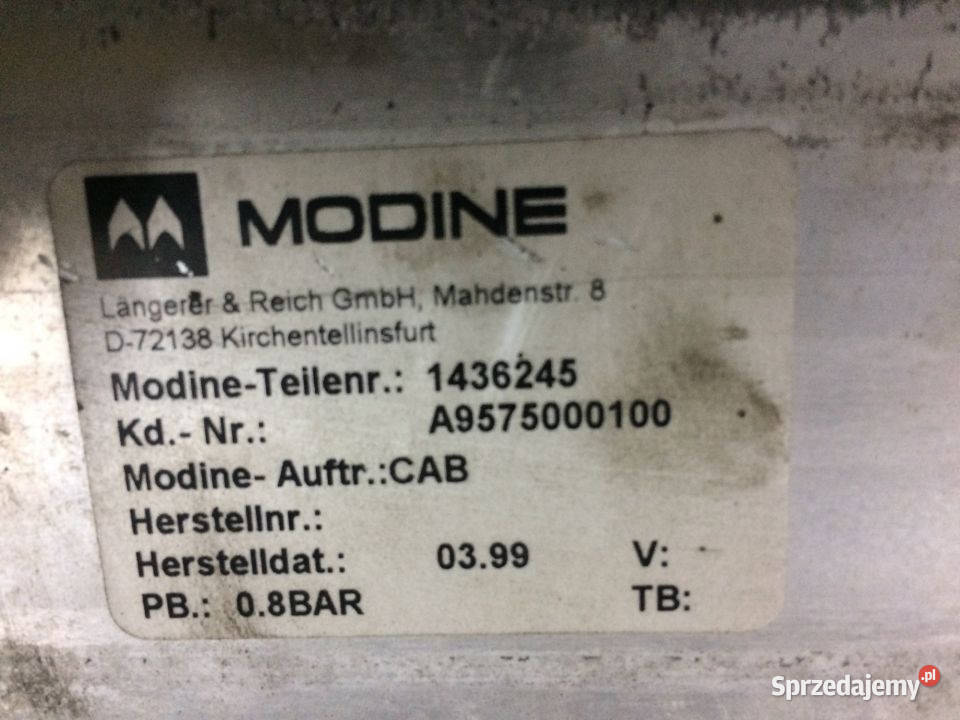 MODINE
Längerer & Reich GmbH, Mahdenstr. 8
D-72138 Kirchentellinsfurt
Modine-Teilenr.: 1436245
Kd.- Nr.: A9575000100
Modine- Auftr.:CAB
Herstellnr.:
Herstelldat.: 03.99 V:
PB.: 0.8BAR TB:
Sprzedajemy.pl